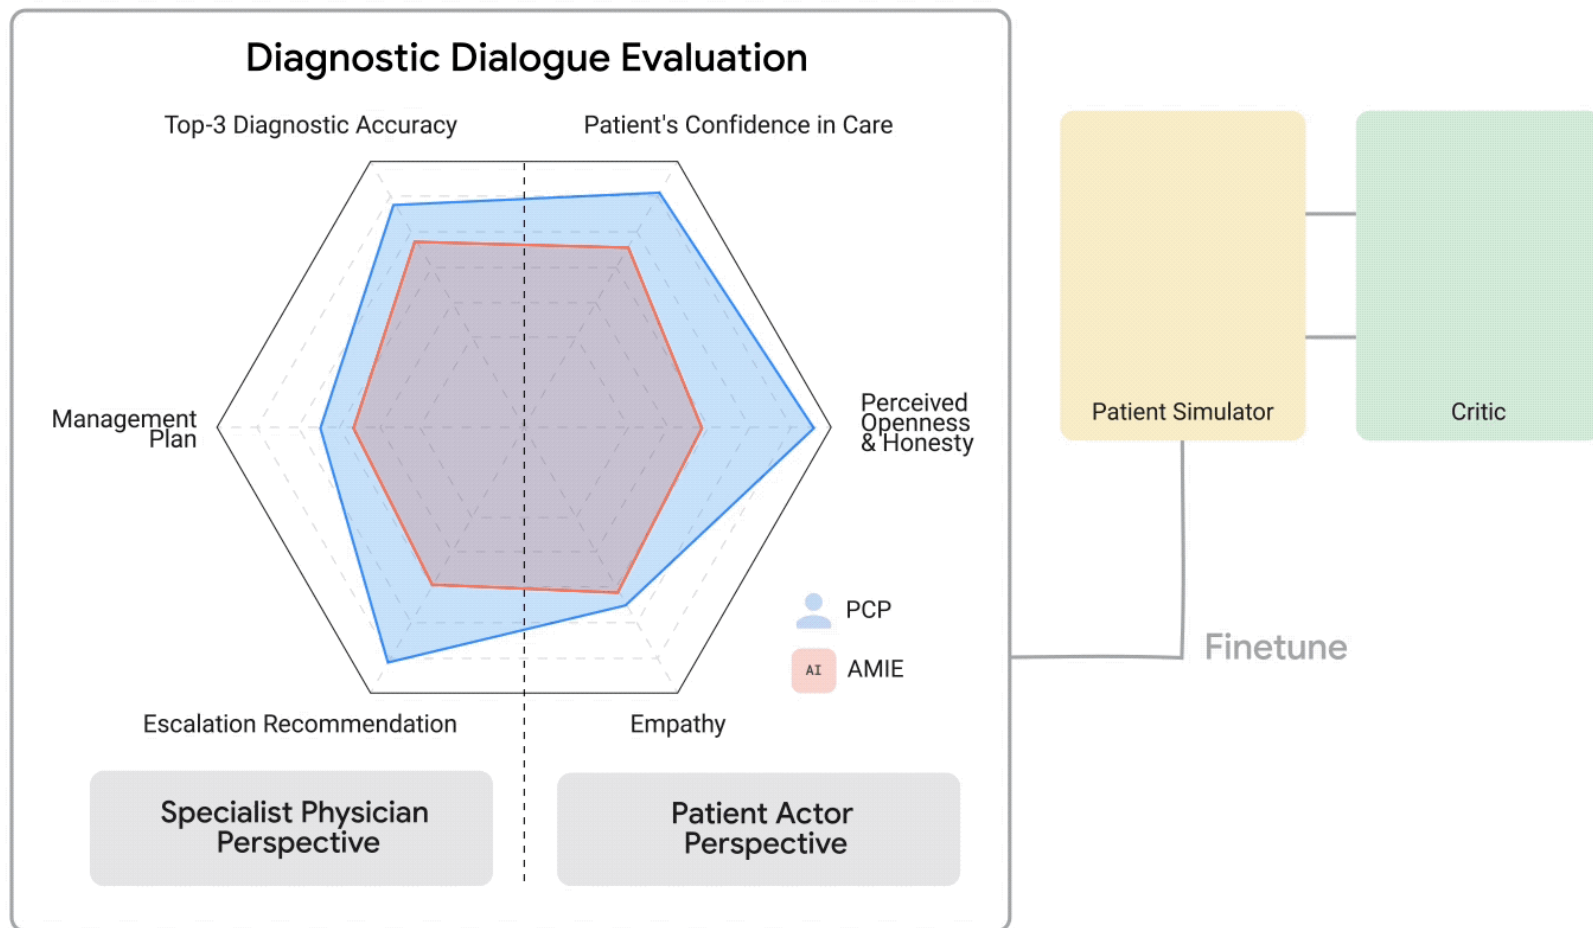 Diagnostic Dialogue Evaluation
Top-3 Diagnostic Accuracy
Patient's Confidence in Care
Management
Plan
Perceived
Openness
& Honesty
PCP
AI
AMIE
Escalation Recommendation
Empathy
Specialist Physician
Perspective
Patient Actor
Perspective
Patient Simulator
Critic
Finetune